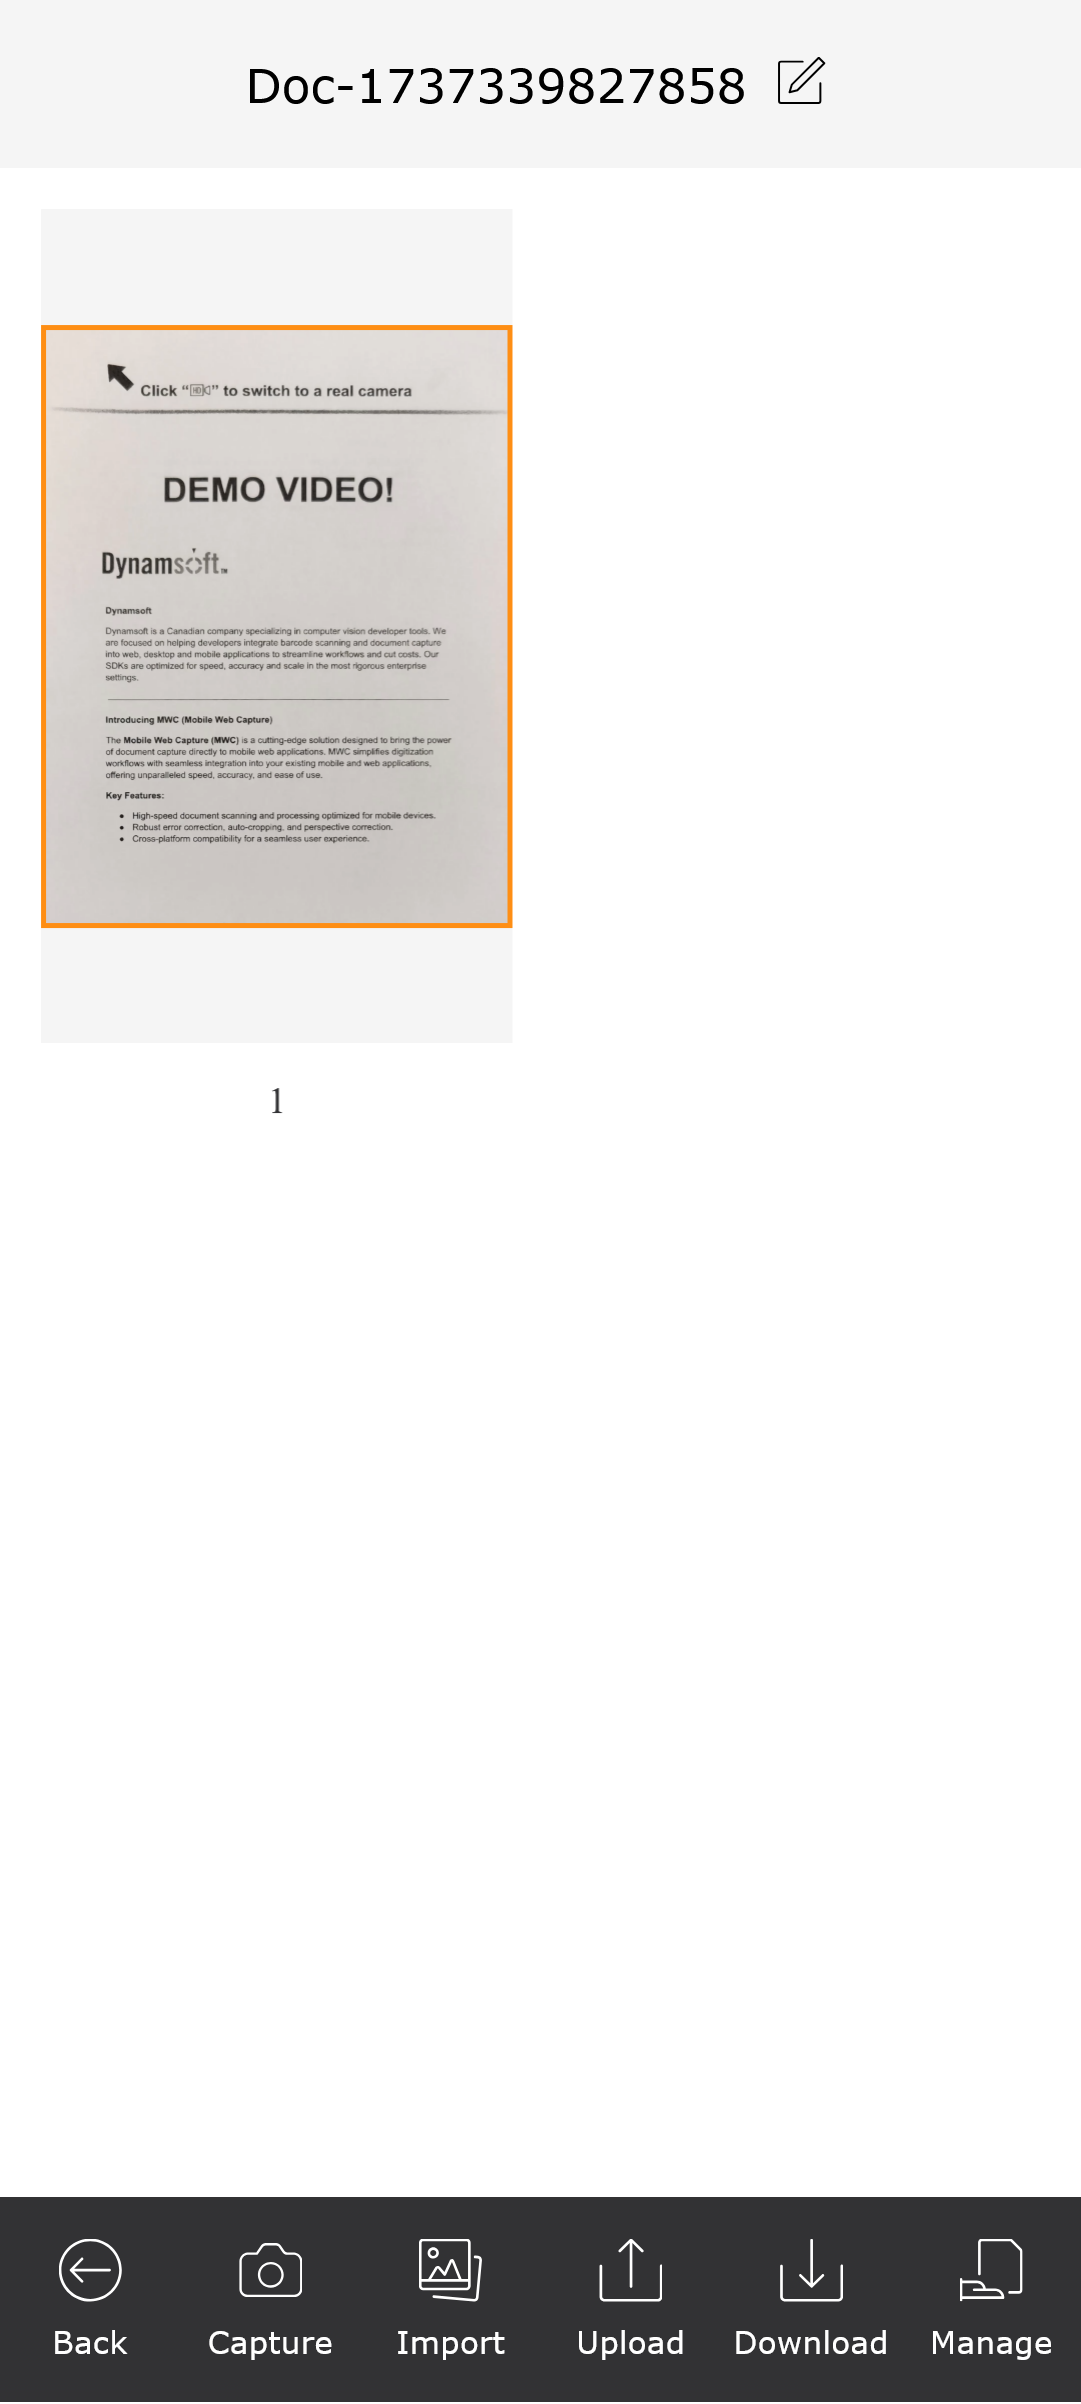 Doc-1737339827858
Click “HD” to switch to a real camera
DEMO VIDEO!
Dynamsoft™
Dynamsoft
Dynamsoft is a Canadian company specializing in computer vision developer tools. We
are focused on helping developers integrate barcode scanning and document capture
into web, desktop and mobile applications to streamline workflows and cut costs. Our
SDKs are optimized for speed, accuracy and scale in the most rigorous enterprise
settings.
Introducing MWC (Mobile Web Capture)
The Mobile Web Capture (MWC) is a cutting-edge solution designed to bring the power
of document capture directly to mobile web applications. MWC simplifies digitization
workflows with seamless integration into your existing mobile and web applications,
offering unparalleled speed, accuracy, and ease of use.
Key Features:
• High-speed document scanning and processing optimized for mobile devices.
• Robust error correction, auto-cropping, and perspective correction.
• Cross-platform compatibility for a seamless user experience.
1
Back Capture Import Upload Download Manage